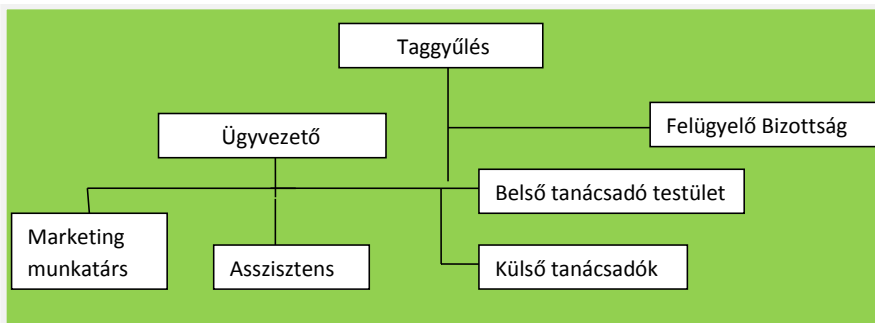 Taggyűlés
Felügyelő Bizottság
Ügyvezető
Belső tanácsadó testület
Marketing
munkatárs
Asszisztens
Külső tanácsadók